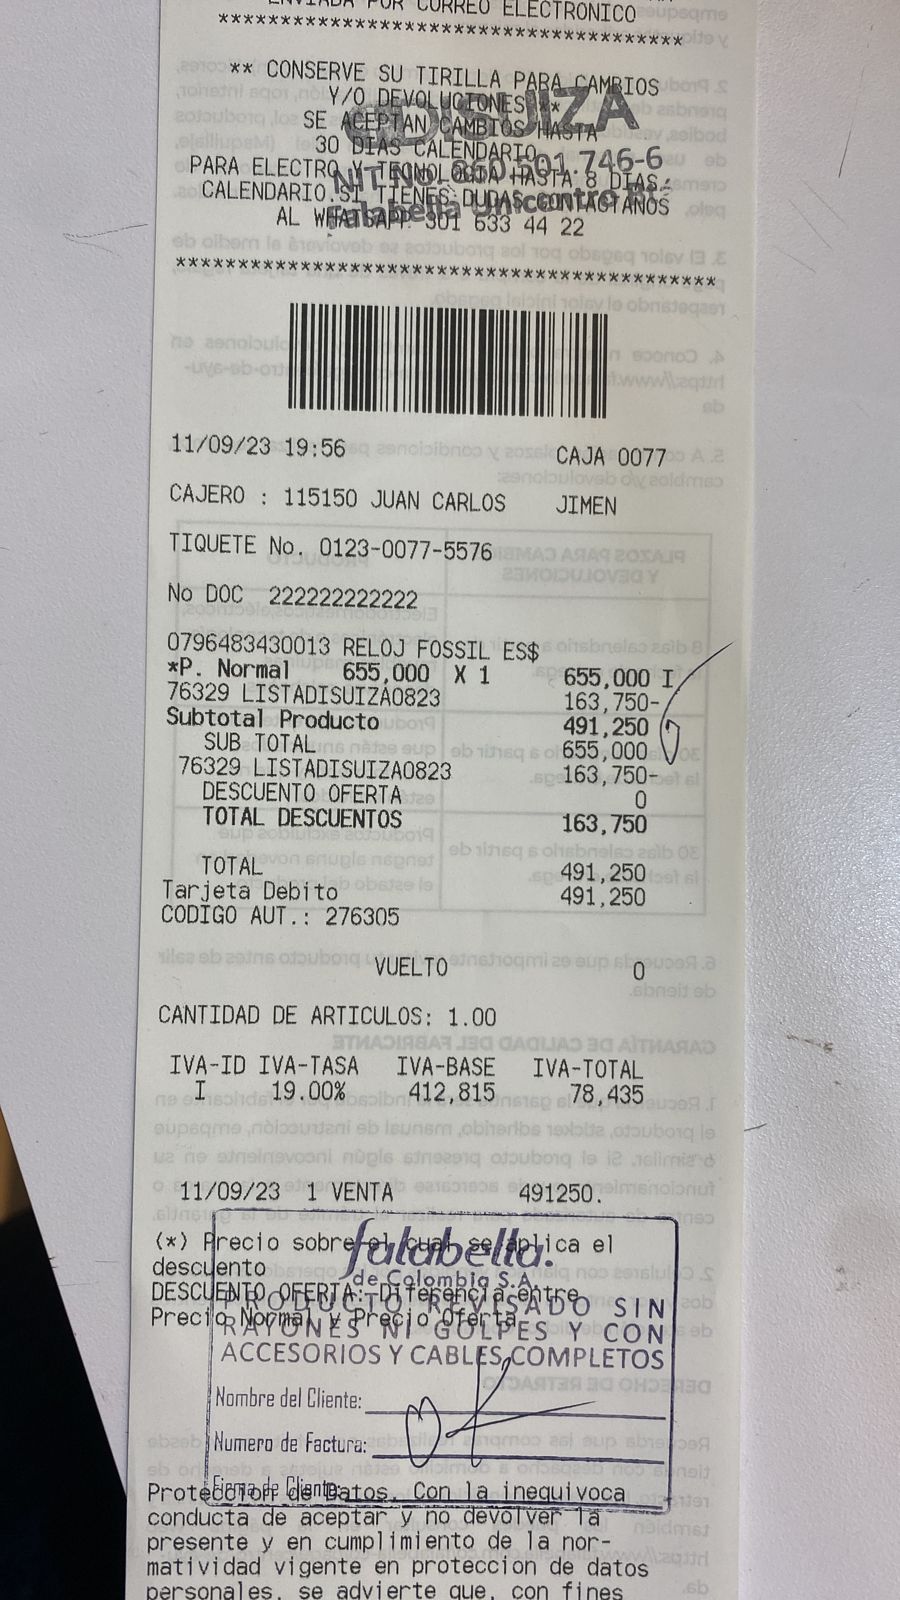 ENVIADA POR CORREO ELECTRONICO
****************************************
** CONSERVE SU TIRILLA PARA CAMBIOS
Y/O DEVOLUCIONES **
SE ACEPTAN CAMBIOS HASTA
30 DIAS CALENDARIO.
PARA ELECTRO Y TECNOLOGIA HASTA 8 DIAS
CALENDARIO.SI TIENES DUDAS CONTACTANOS
AL WHATSAPP 301 633 44 22
DISUIZA
NIT No. 860.501.746-6
Falabella Unicentro
**********************************************
11/09/23 19:56 CAJA 0077
CAJERO : 115150 JUAN CARLOS JIMEN
TIQUETE No. 0123-0077-5576
No DOC 222222222222
0796483430013 RELOJ FOSSIL ES$
*P. Normal 655,000 X 1 655,000 I
76329 LISTADISUIZA0823 163,750-
Subtotal Producto 491,250
SUB TOTAL 655,000
76329 LISTADISUIZA0823 163,750-
DESCUENTO OFERTA 0
TOTAL DESCUENTOS 163,750
TOTAL 491,250
Tarjeta Debito 491,250
CODIGO AUT.: 276305
VUELTO 0
CANTIDAD DE ARTICULOS: 1.00
IVA-ID IVA-TASA IVA-BASE IVA-TOTAL
I 19.00% 412,815 78,435
11/09/23 1 VENTA 491250.
(*) Precio sobre el cual se aplica el
descuento
DESCUENTO OFERTA: Diferencia entre
Precio Normal y Precio Oferta
falabella.
de Colombia S.A.
PRODUCTO REVISADO SIN
RAYONES NI GOLPES Y CON
ACCESORIOS Y CABLES COMPLETOS
Nombre del Cliente:
Numero de Factura:
Firma de Cliente:
Proteccion de Datos. Con la inequivoca
conducta de aceptar y no devolver la
presente y en cumplimiento de la nor-
matividad vigente en proteccion de datos
personales, se advierte que, con fines